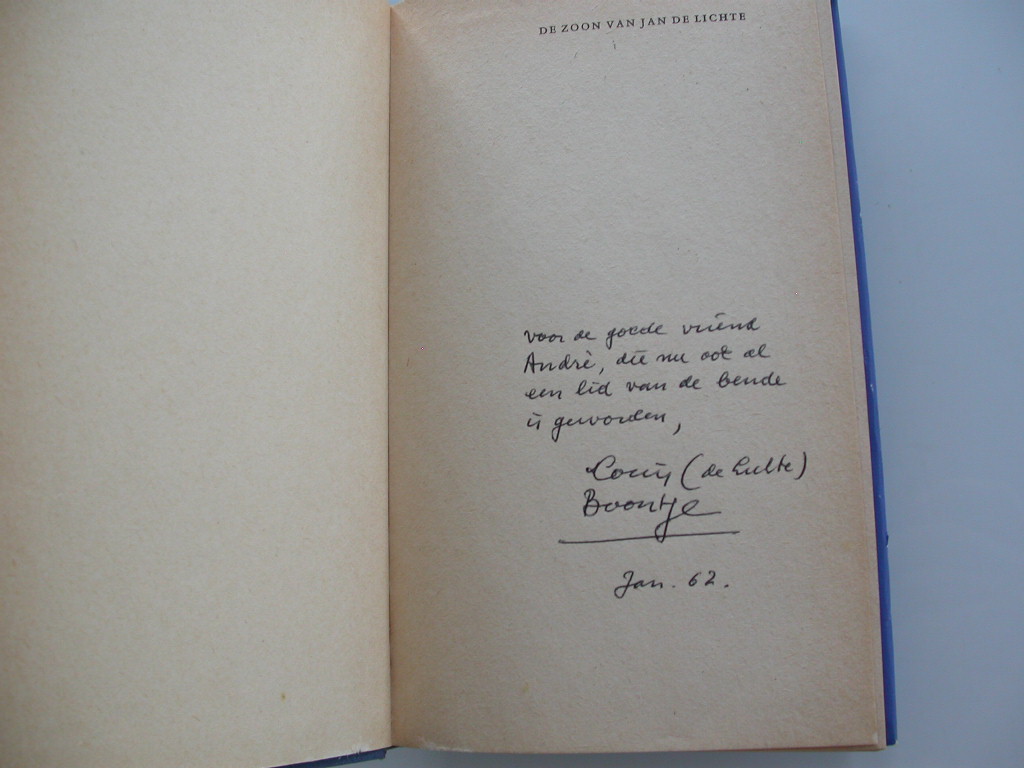 DE ZOON VAN JAN DE LICHTE
voor de goede vriend
André, die nu ook al
een lid van de bende
is geworden,
Louis (de Echte)
Boontje
Jan. 62.